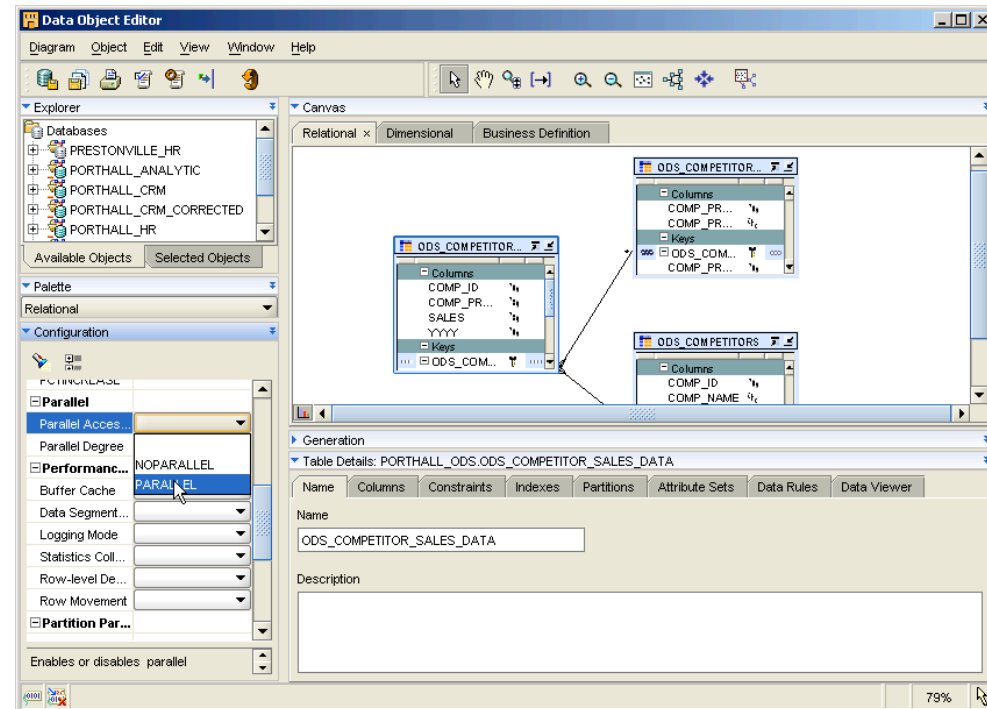 Data Object Editor
Diagram Object Edit View Window Help
Explorer
Databases
PRESTONVILLE_HR
PORTHALL_ANALYTIC
PORTHALL_CRM
PORTHALL_CRM_CORRECTED
PORTHALL_HR
Available Objects Selected Objects
Palette
Relational
Configuration
PCTINCREASE
Parallel
Parallel Acces...
Parallel Degree
NOPARALLEL
Performanc...
PARALLEL
Buffer Cache
Data Segment...
Logging Mode
Statistics Coll...
Row-level De...
Row Movement
Partition Par...
Enables or disables parallel
Canvas
Relational × Dimensional Business Definition
ODS_COMPETITOR...
Columns
COMP_PR...
COMP_PR...
Keys
ODS_COM...
COMP_PR...
ODS_COMPETITOR...
Columns
COMP_ID
COMP_PR...
SALES
YYYY
Keys
ODS_COM...
ODS_COMPETITORS
Columns
COMP_ID
COMP_NAME
Generation
Table Details: PORTHALL_ODS.ODS_COMPETITOR_SALES_DATA
Name Columns Constraints Indexes Partitions Attribute Sets Data Rules Data Viewer
Name
ODS_COMPETITOR_SALES_DATA
Description
79%